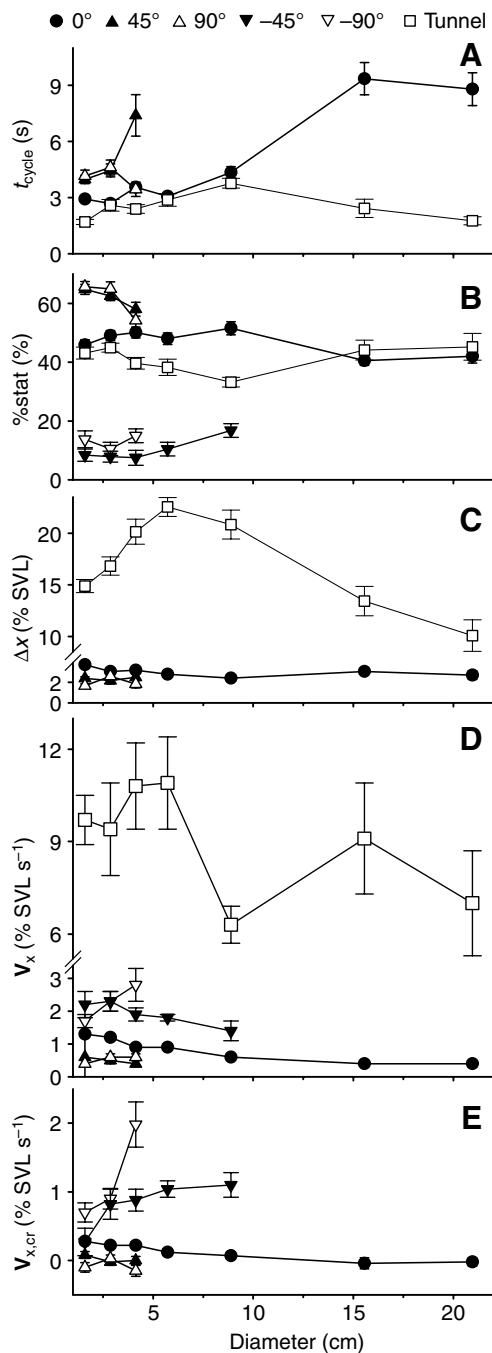 0° 45° 90° –45° –90° Tunnel
A
9
6
3
0
t_cycle (s)
B
60
40
20
0
%stat (%)
C
20
15
10
2
0
Δx (% SVL)
D
12
9
6
3
2
1
0
Vx (% SVL s–1)
E
2
1
0
Vx,cr (% SVL s–1)
5 10 15 20
Diameter (cm)